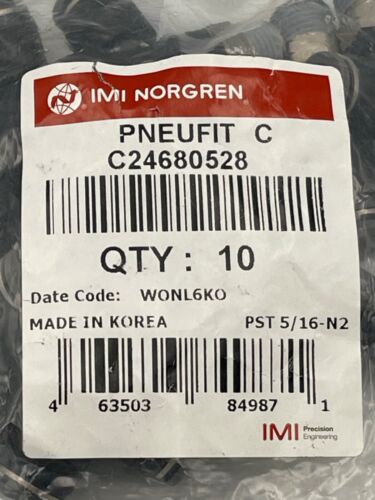 IMI NORGREN
PNEUFIT C
C24680528
QTY: 10
Date Code: WONL6KO
MADE IN KOREA PST 5/16-N2
4 63503 84987 1
IMI Precision
Engineering